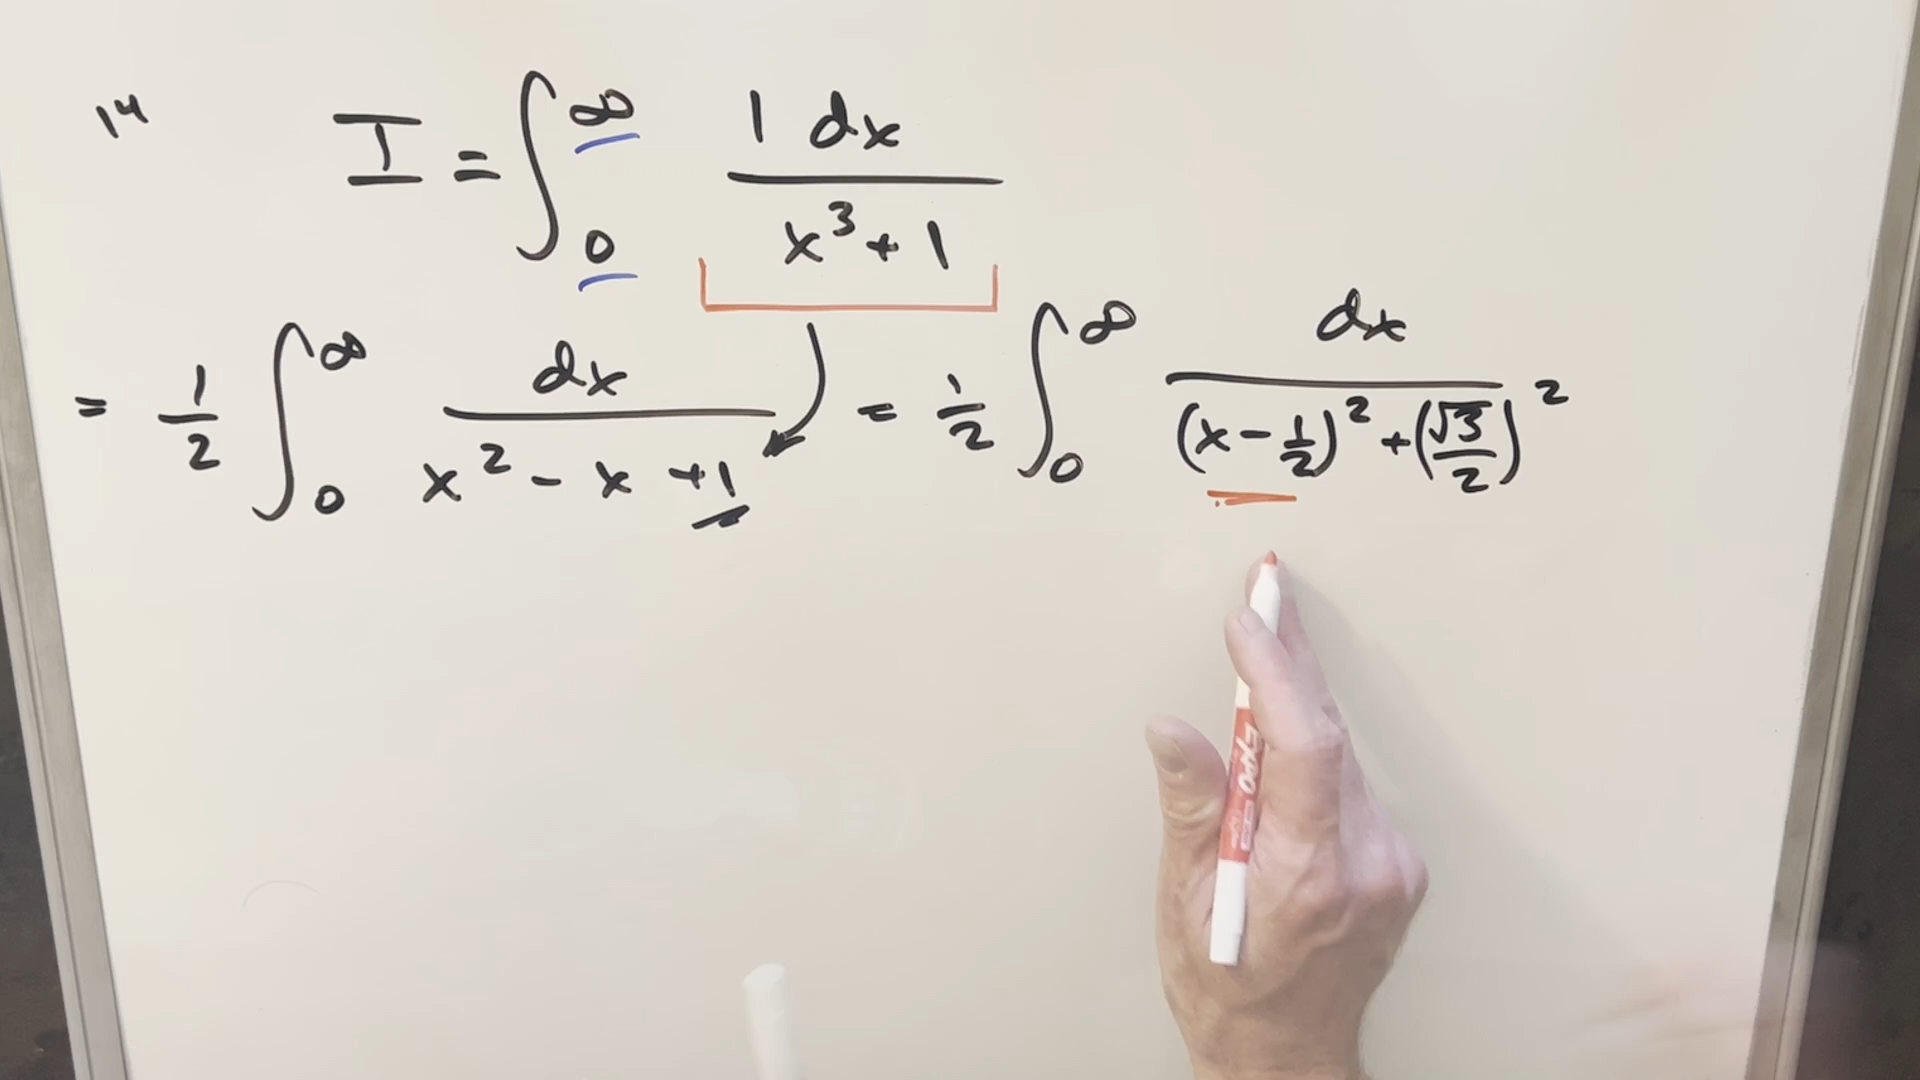 14 I = ∫₀^∞ 1 dx / (x³ + 1)
= 1/2 ∫₀^∞ dx / (x² - x + 1) = 1/2 ∫₀^∞ dx / ((x - 1/2)² + (√3/2)²)
EXPO